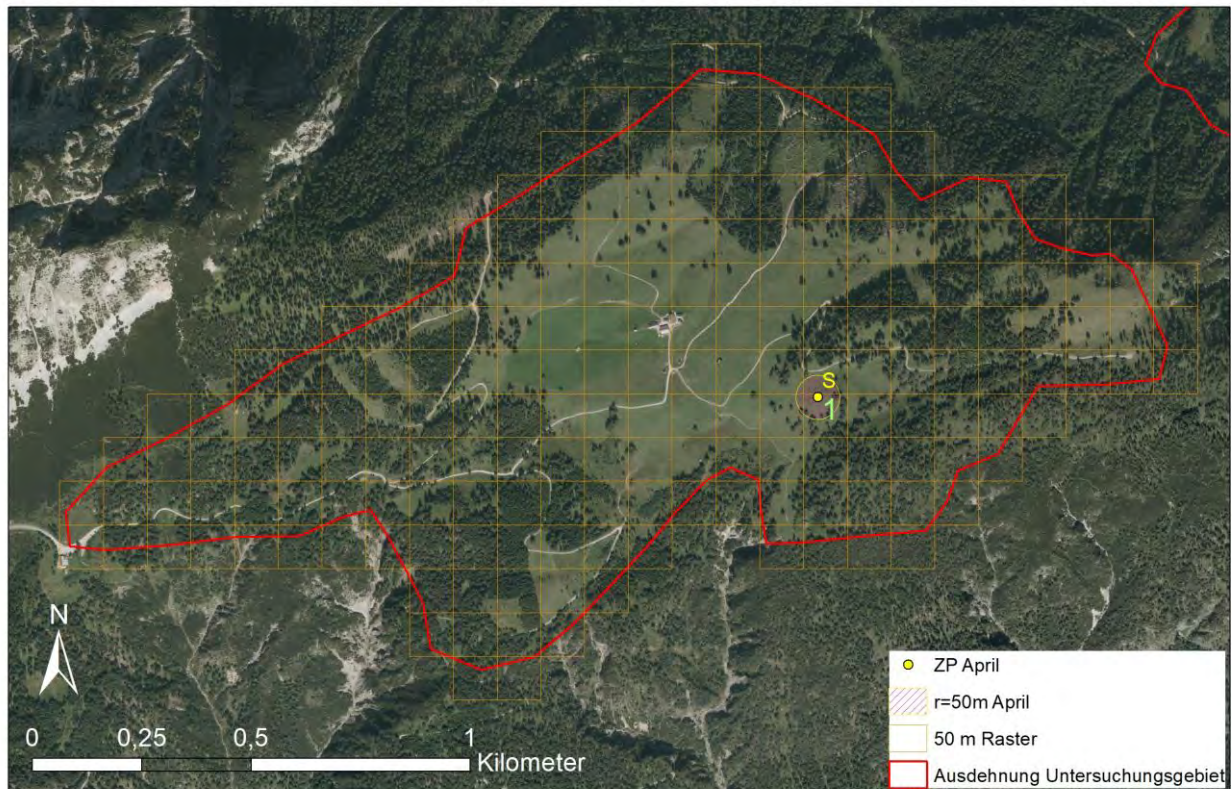 S
1
N
0 0,25 0,5 1
Kilometer
ZP April
r=50m April
50 m Raster
Ausdehnung Untersuchungsgebiet